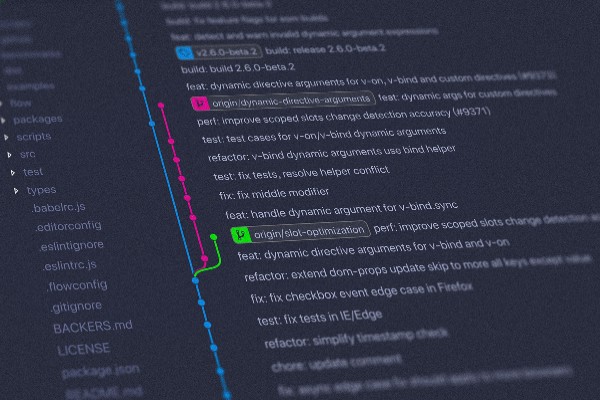 build: fix feature flags for esm builds
feat: detect and warn invalid dynamic argument expressions
v2.6.0-beta.2 build: release 2.6.0-beta.2
build: build 2.6.0-beta.2
feat: dynamic directive arguments for v-on, v-bind and custom directives (#9373)
origin/dynamic-directive-arguments feat: dynamic args for custom directives
perf: improve scoped slots change detection accuracy (#9371)
test: test cases for v-on/v-bind dynamic arguments
refactor: v-bind dynamic arguments use bind helper
test: fix tests, resolve helper conflict
fix: fix middle modifier
feat: handle dynamic argument for v-bind.sync
origin/slot-optimization perf: improve scoped slots change detection
feat: dynamic directive arguments for v-bind and v-on
refactor: extend dom-props update skip to more all keys except value
fix: fix checkbox event edge case in Firefox
test: fix tests in IE/Edge
refactor: simplify timestamp check
chore: update comment
fix: async edge case fix should apply to more browsers
examples
flow
packages
scripts
src
test
types
.babelrc.js
.editorconfig
.eslintignore
.eslintrc.js
.flowconfig
.gitignore
BACKERS.md
LICENSE
package.json
README.md